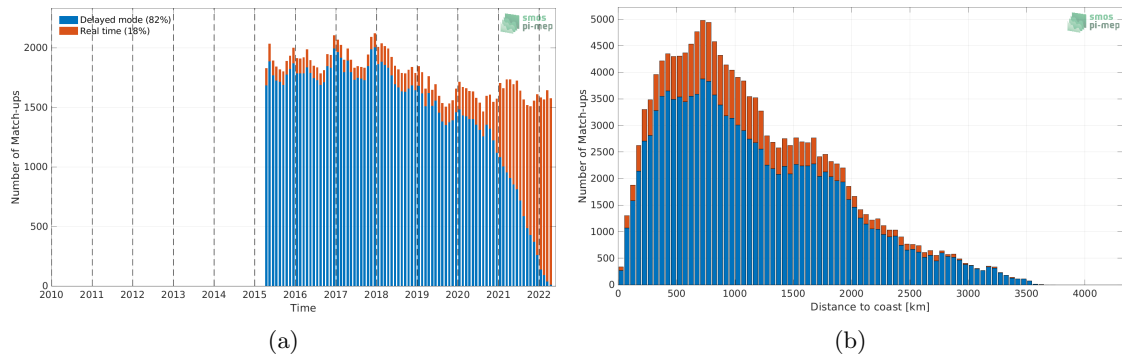 Delayed mode (82%)
Real time (18%)
smos
pi-mep
Number of Match-ups
2000
1500
1000
500
0
2010 2011 2012 2013 2014 2015 2016 2017 2018 2019 2020 2021 2022
Time
(a)
smos
pi-mep
Number of Match-ups
5000
4500
4000
3500
3000
2500
2000
1500
1000
500
0
0 500 1000 1500 2000 2500 3000 3500 4000
Distance to coast [km]
(b)